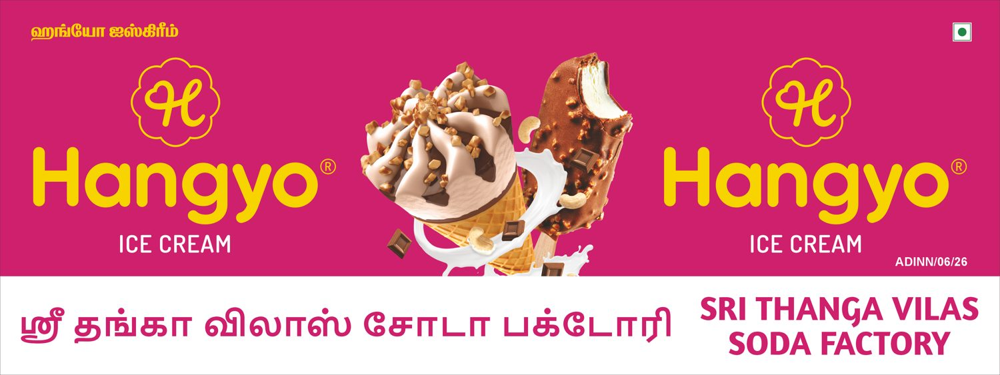 ஹங்யோ ஐஸ்கிரீம்
H
Hangyo®
ICE CREAM
H
Hangyo®
ICE CREAM
ADINN/06/26
ஸ்ரீ தங்கா விலாஸ் சோடா பக்டோரி
SRI THANGA VILAS
SODA FACTORY